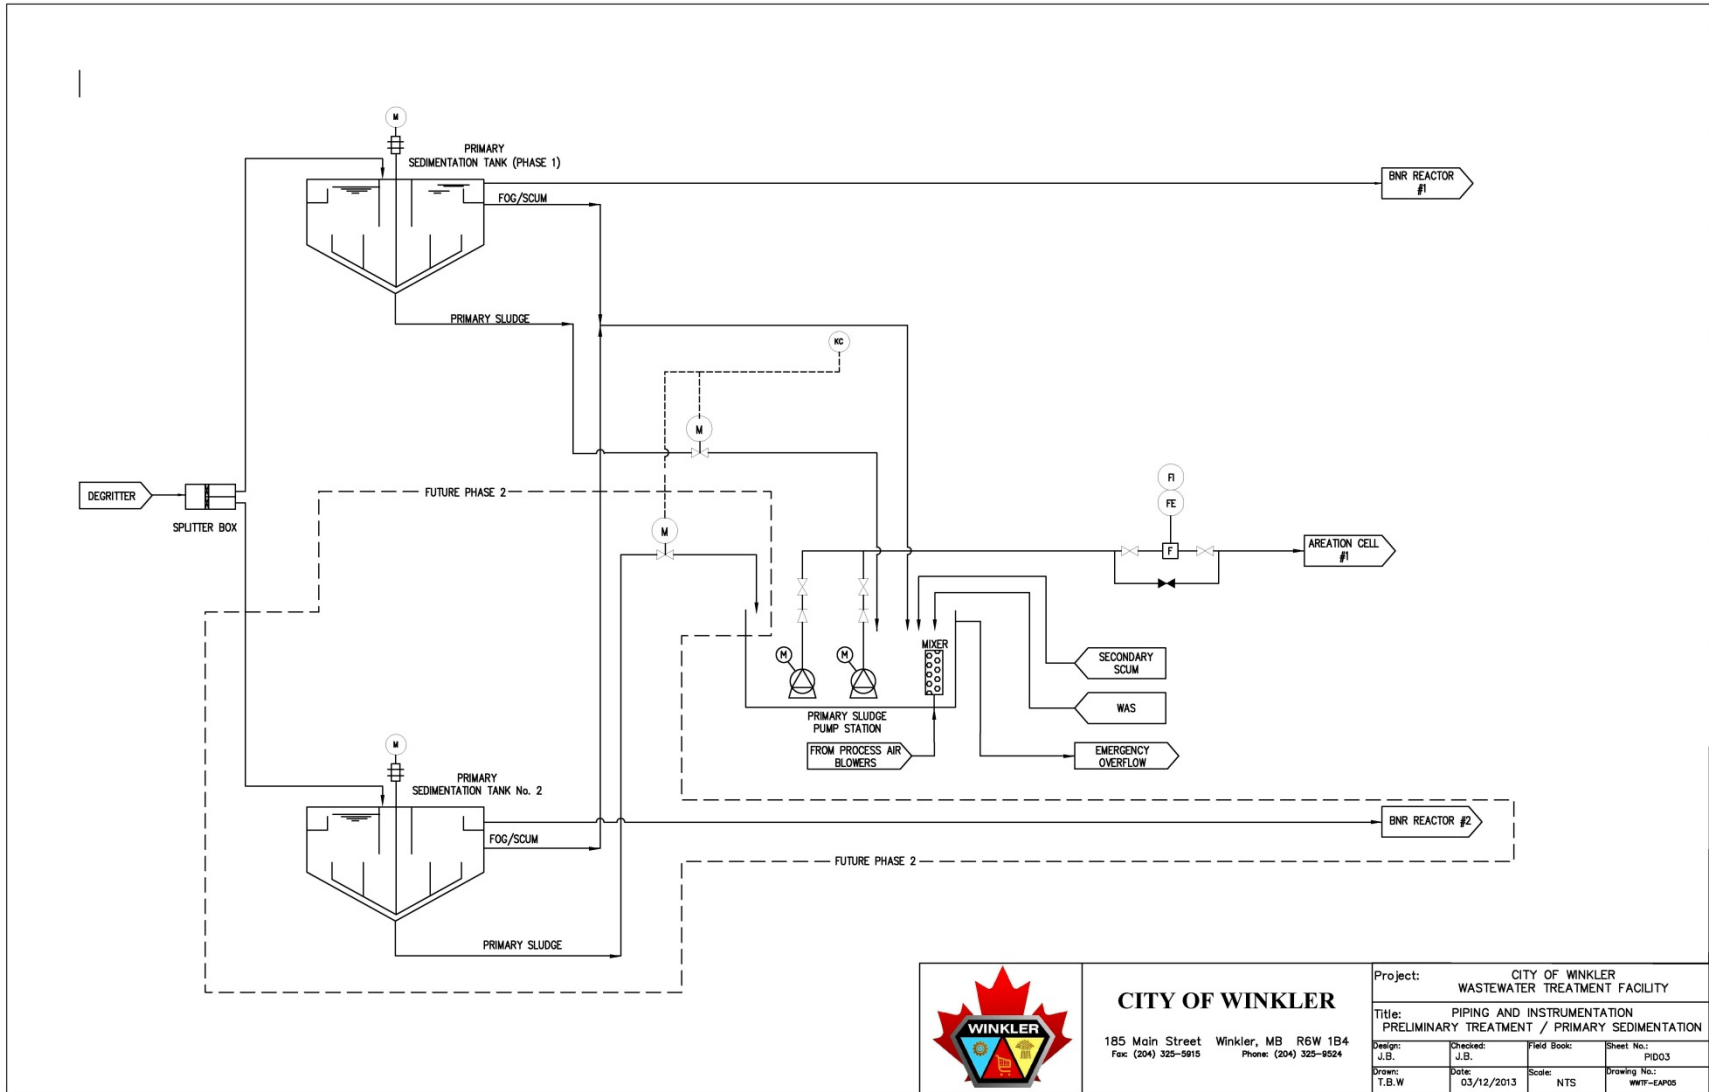 M
PRIMARY
SEDIMENTATION TANK (PHASE 1)
BNR REACTOR
#1
FOG/SCUM
PRIMARY SLUDGE
KC
M
DEGRITTER
SPLITTER BOX
FUTURE PHASE 2
M
FI
FE
F
AREATION CELL
#1
MIXER
M
M
SECONDARY
SCUM
WAS
PRIMARY SLUDGE
PUMP STATION
FROM PROCESS AIR
BLOWERS
EMERGENCY
OVERFLOW
M
PRIMARY
SEDIMENTATION TANK No. 2
BNR REACTOR #2
FOG/SCUM
FUTURE PHASE 2
PRIMARY SLUDGE
WINKLER
CITY OF WINKLER
185 Main Street Winkler, MB R6W 1B4
Fax: (204) 325-5915 Phone: (204) 325-9524
Project: CITY OF WINKLER
WASTEWATER TREATMENT FACILITY
Title: PIPING AND INSTRUMENTATION
PRELIMINARY TREATMENT / PRIMARY SEDIMENTATION
Design: Checked: Field Book: Sheet No.:
J.B. J.B. PID03
Drawn: Date: Scale: Drawing No.:
T.B.W 03/12/2013 NTS WWTF-EAP05